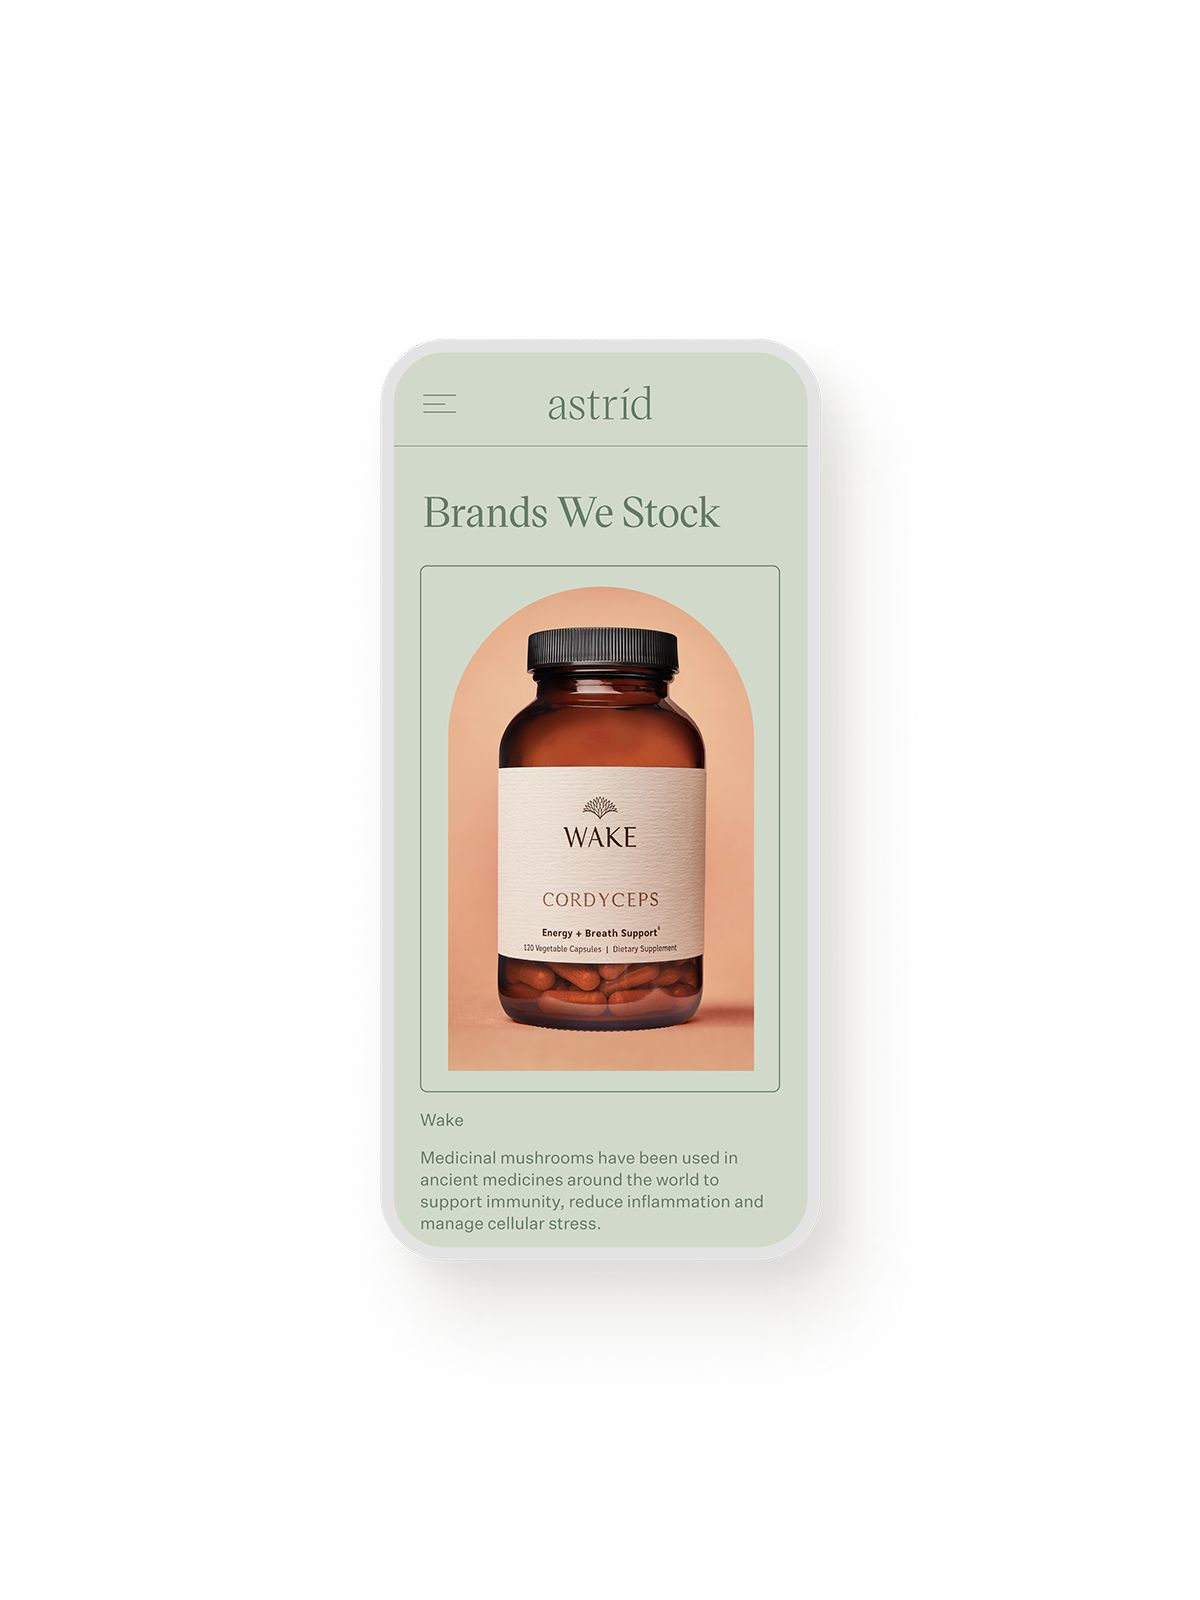 astríd
Brands We Stock
WAKE
CORDYCEPS
Energy + Breath Support‡
120 Vegetable Capsules | Dietary Supplement
Wake
Medicinal mushrooms have been used in
ancient medicines around the world to
support immunity, reduce inflammation and
manage cellular stress.